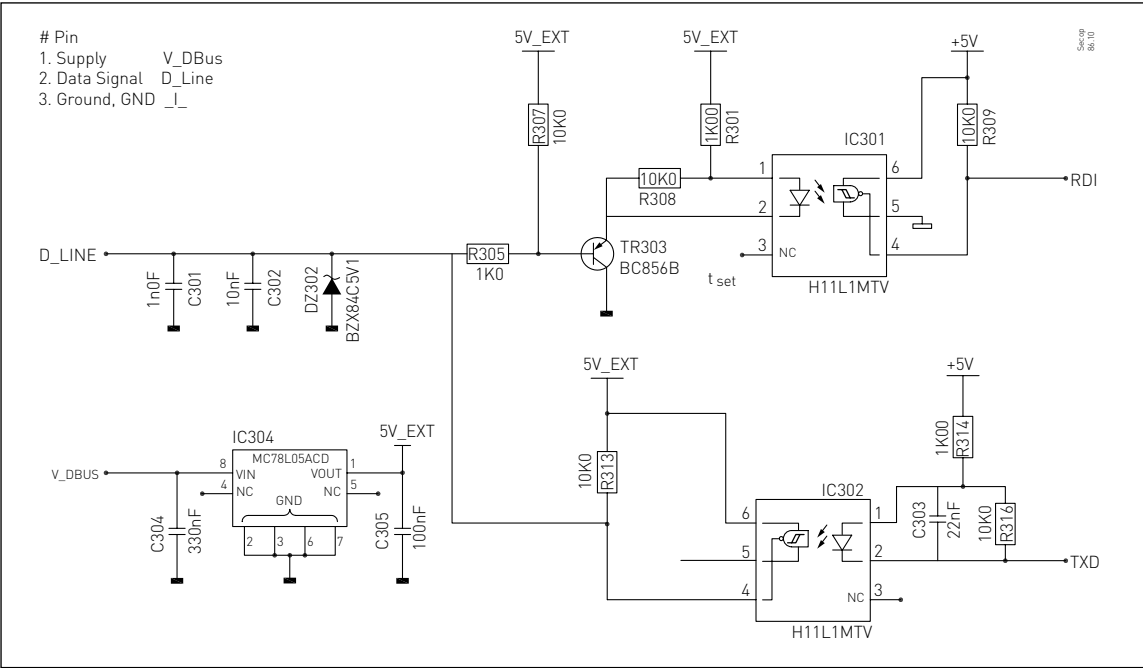 # Pin
1. Supply V_DBus
2. Data Signal D_Line
3. Ground, GND _I_
Secop
86.10
5V_EXT
5V_EXT
+5V
R307
10K0
1K00
R301
10K0
R309
IC301
10K0
R308
1
2
3
NC
6
5
4
RDI
H11L1MTV
t set
D_LINE
R305
1K0
TR303
BC856B
1n0F
C301
10nF
C302
DZ302
BZX84C5V1
5V_EXT
+5V
10K0
R313
1K00
R314
IC304
MC78L05ACD
5V_EXT
V_DBUS
8
VIN
VOUT
1
4
NC
NC
5
GND
2
3
6
7
C304
330nF
C305
100nF
IC302
6
5
4
1
2
NC
3
H11L1MTV
C303
22nF
10K0
R316
TXD